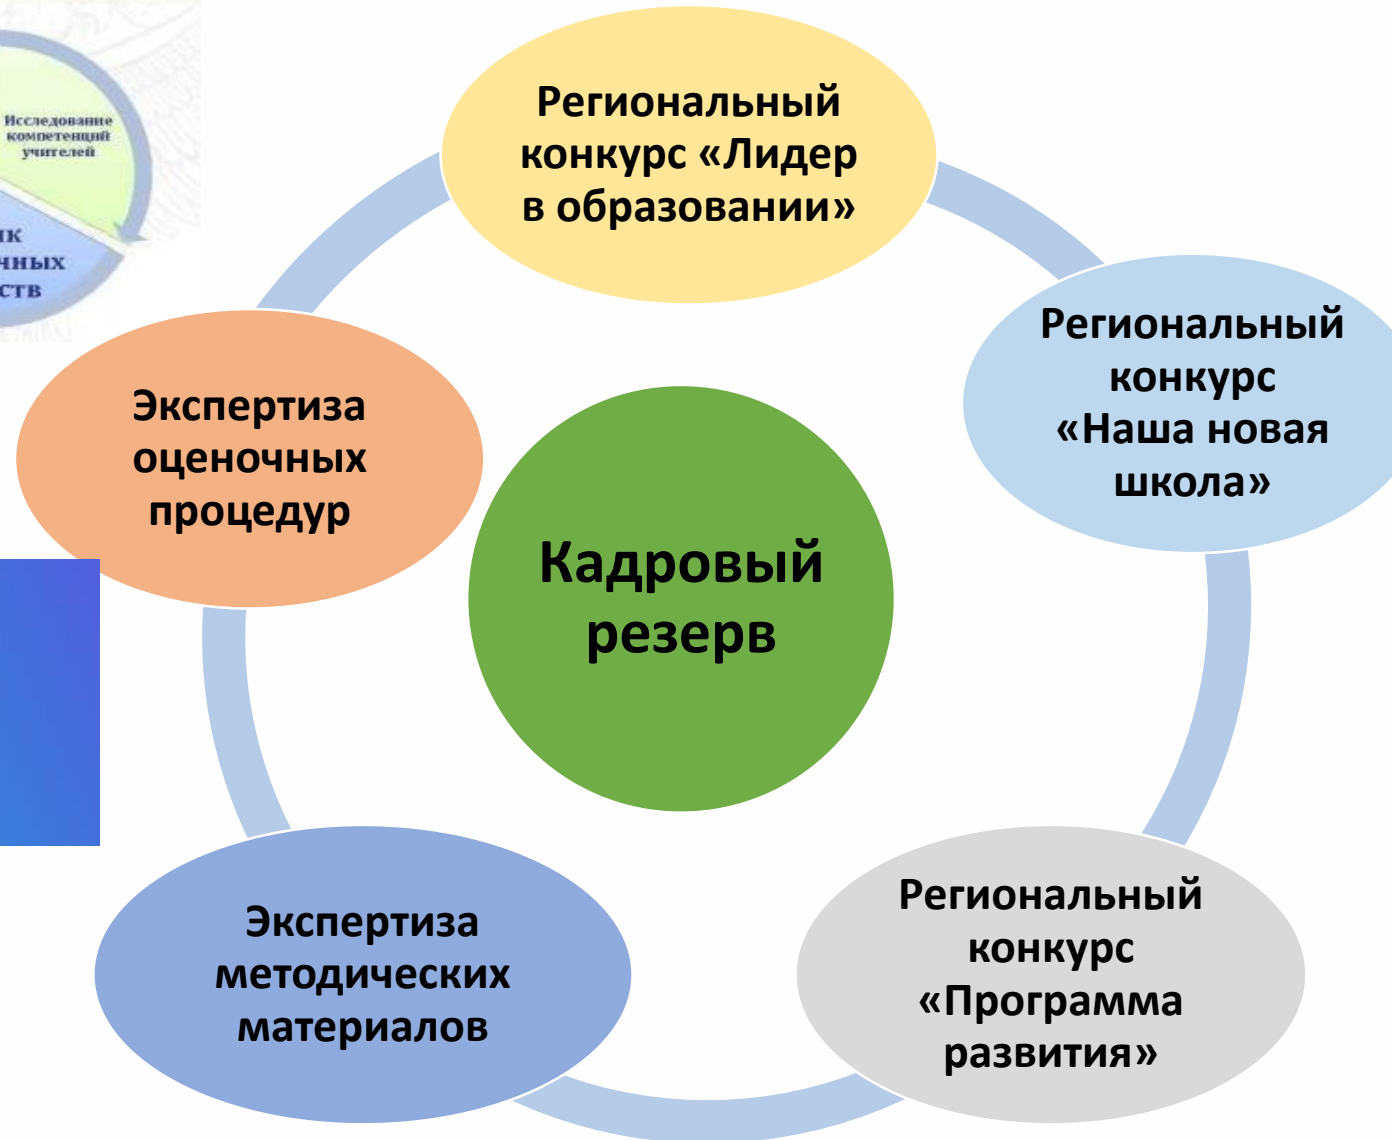 Исследование
компетенций
учителей
Региональный
конкурс «Лидер
в образовании»
Региональный
конкурс
«Наша новая
школа»
Экспертиза
оценочных
процедур
Кадровый
резерв
Региональный
конкурс
«Программа
развития»
Экспертиза
методических
материалов